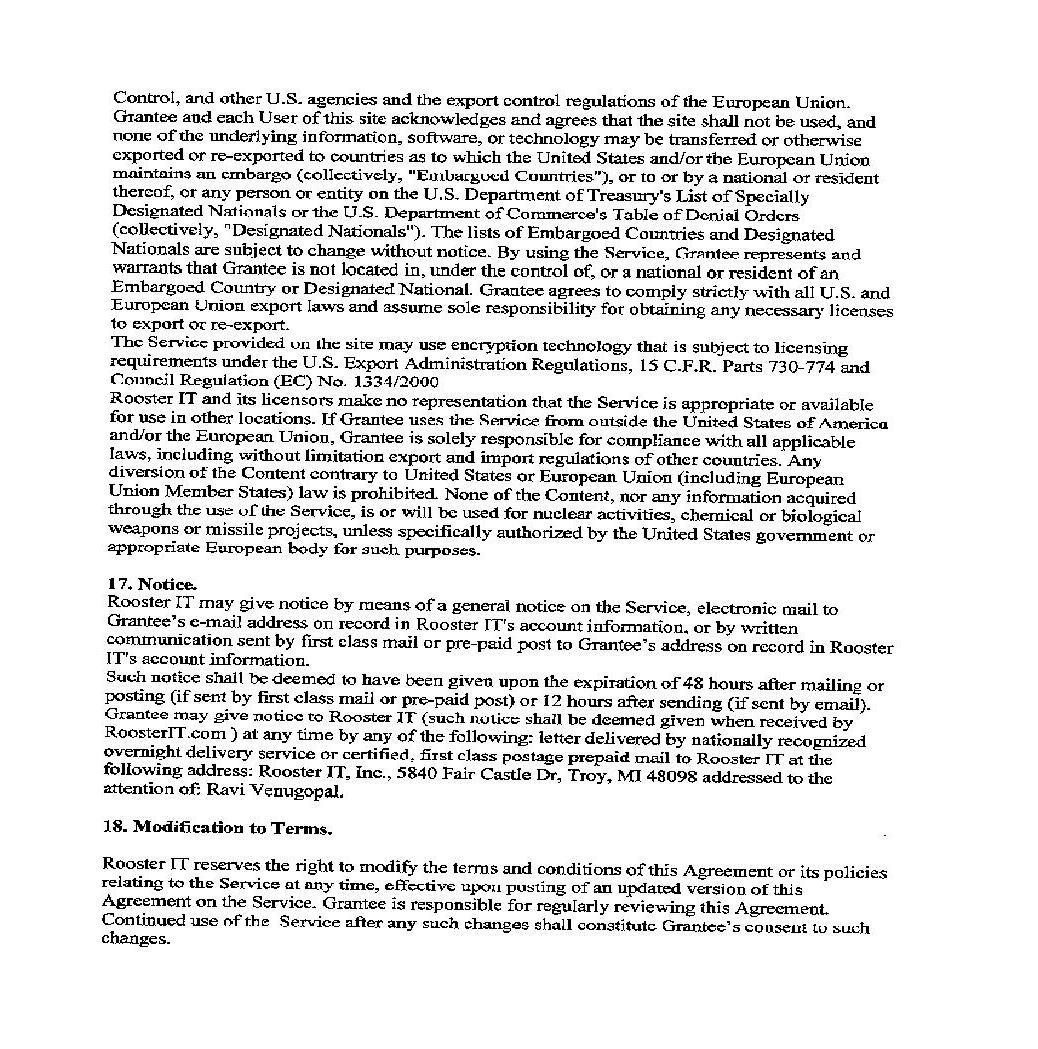 Control, and other U.S. agencies and the export control regulations of the European Union.
Grantee and each User of this site acknowledges and agrees that the site shall not be used, and
none of the underlying information, software, or technology may be transferred or otherwise
exported or re-exported to countries as to which the United States and/or the European Union
maintains an embargo (collectively, "Embargoed Countries"), or to or by a national or resident
thereof, or any person or entity on the U.S. Department of Treasury's List of Specially
Designated Nationals or the U.S. Department of Commerce's Table of Denial Orders
(collectively, "Designated Nationals"). The lists of Embargoed Countries and Designated
Nationals are subject to change without notice. By using the Service, Grantee represents and
warrants that Grantee is not located in, under the control of, or a national or resident of an
Embargoed Country or Designated National. Grantee agrees to comply strictly with all U.S. and
European Union export laws and assume sole responsibility for obtaining any necessary licenses
to export or re-export.
The Service provided on the site may use encryption technology that is subject to licensing
requirements under the U.S. Export Administration Regulations, 15 C.F.R. Parts 730-774 and
Council Regulation (EC) No. 1334/2000
Rooster IT and its licensors make no representation that the Service is appropriate or available
for use in other locations. If Grantee uses the Service from outside the United States of America
and/or the European Union, Grantee is solely responsible for compliance with all applicable
laws, including without limitation export and import regulations of other countries. Any
diversion of the Content contrary to United States or European Union (including European
Union Member States) law is prohibited. None of the Content, nor any information acquired
through the use of the Service, is or will be used for nuclear activities, chemical or biological
weapons or missile projects, unless specifically authorized by the United States government or
appropriate European body for such purposes.
17. Notice.
Rooster IT may give notice by means of a general notice on the Service, electronic mail to
Grantee's e-mail address on record in Rooster IT's account information, or by written
communication sent by first class mail or pre-paid post to Grantee's address on record in Rooster
IT's account information.
Such notice shall be deemed to have been given upon the expiration of 48 hours after mailing or
posting (if sent by first class mail or pre-paid post) or 12 hours after sending (if sent by email).
Grantee may give notice to Rooster IT (such notice shall be deemed given when received by
RoosterIT.com ) at any time by any of the following: letter delivered by nationally recognized
overnight delivery service or certified, first class postage prepaid mail to Rooster IT at the
following address: Rooster IT, Inc., 5840 Fair Castle Dr, Troy, MI 48098 addressed to the
attention of: Ravi Venugopal.
18. Modification to Terms.
Rooster IT reserves the right to modify the terms and conditions of this Agreement or its policies
relating to the Service at any time, effective upon posting of an updated version of this
Agreement on the Service. Grantee is responsible for regularly reviewing this Agreement.
Continued use of the Service after any such changes shall constitute Grantee's consent to such
changes.